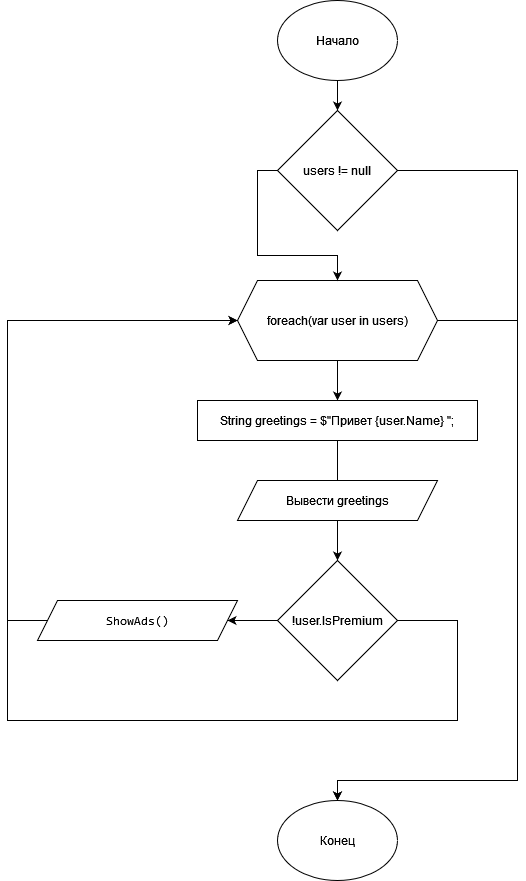 Начало
users != null
foreach(var user in users)
String greetings = $"Привет {user.Name} ";
Вывести greetings
ShowAds()
!user.IsPremium
Конец